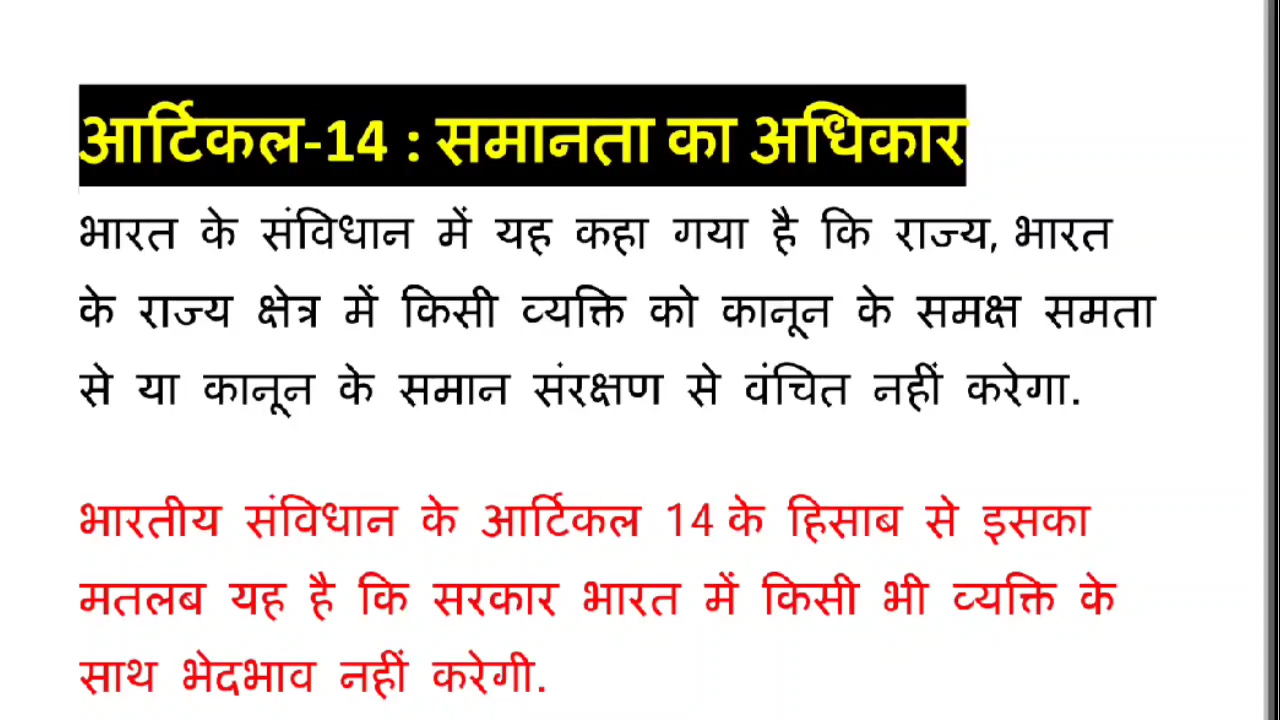 आर्टिकल-14 : समानता का अधिकार
भारत के संविधान में यह कहा गया है कि राज्य, भारत
के राज्य क्षेत्र में किसी व्यक्ति को कानून के समक्ष समता
से या कानून के समान संरक्षण से वंचित नहीं करेगा.
भारतीय संविधान के आर्टिकल 14 के हिसाब से इसका
मतलब यह है कि सरकार भारत में किसी भी व्यक्ति के
साथ भेदभाव नहीं करेगी.